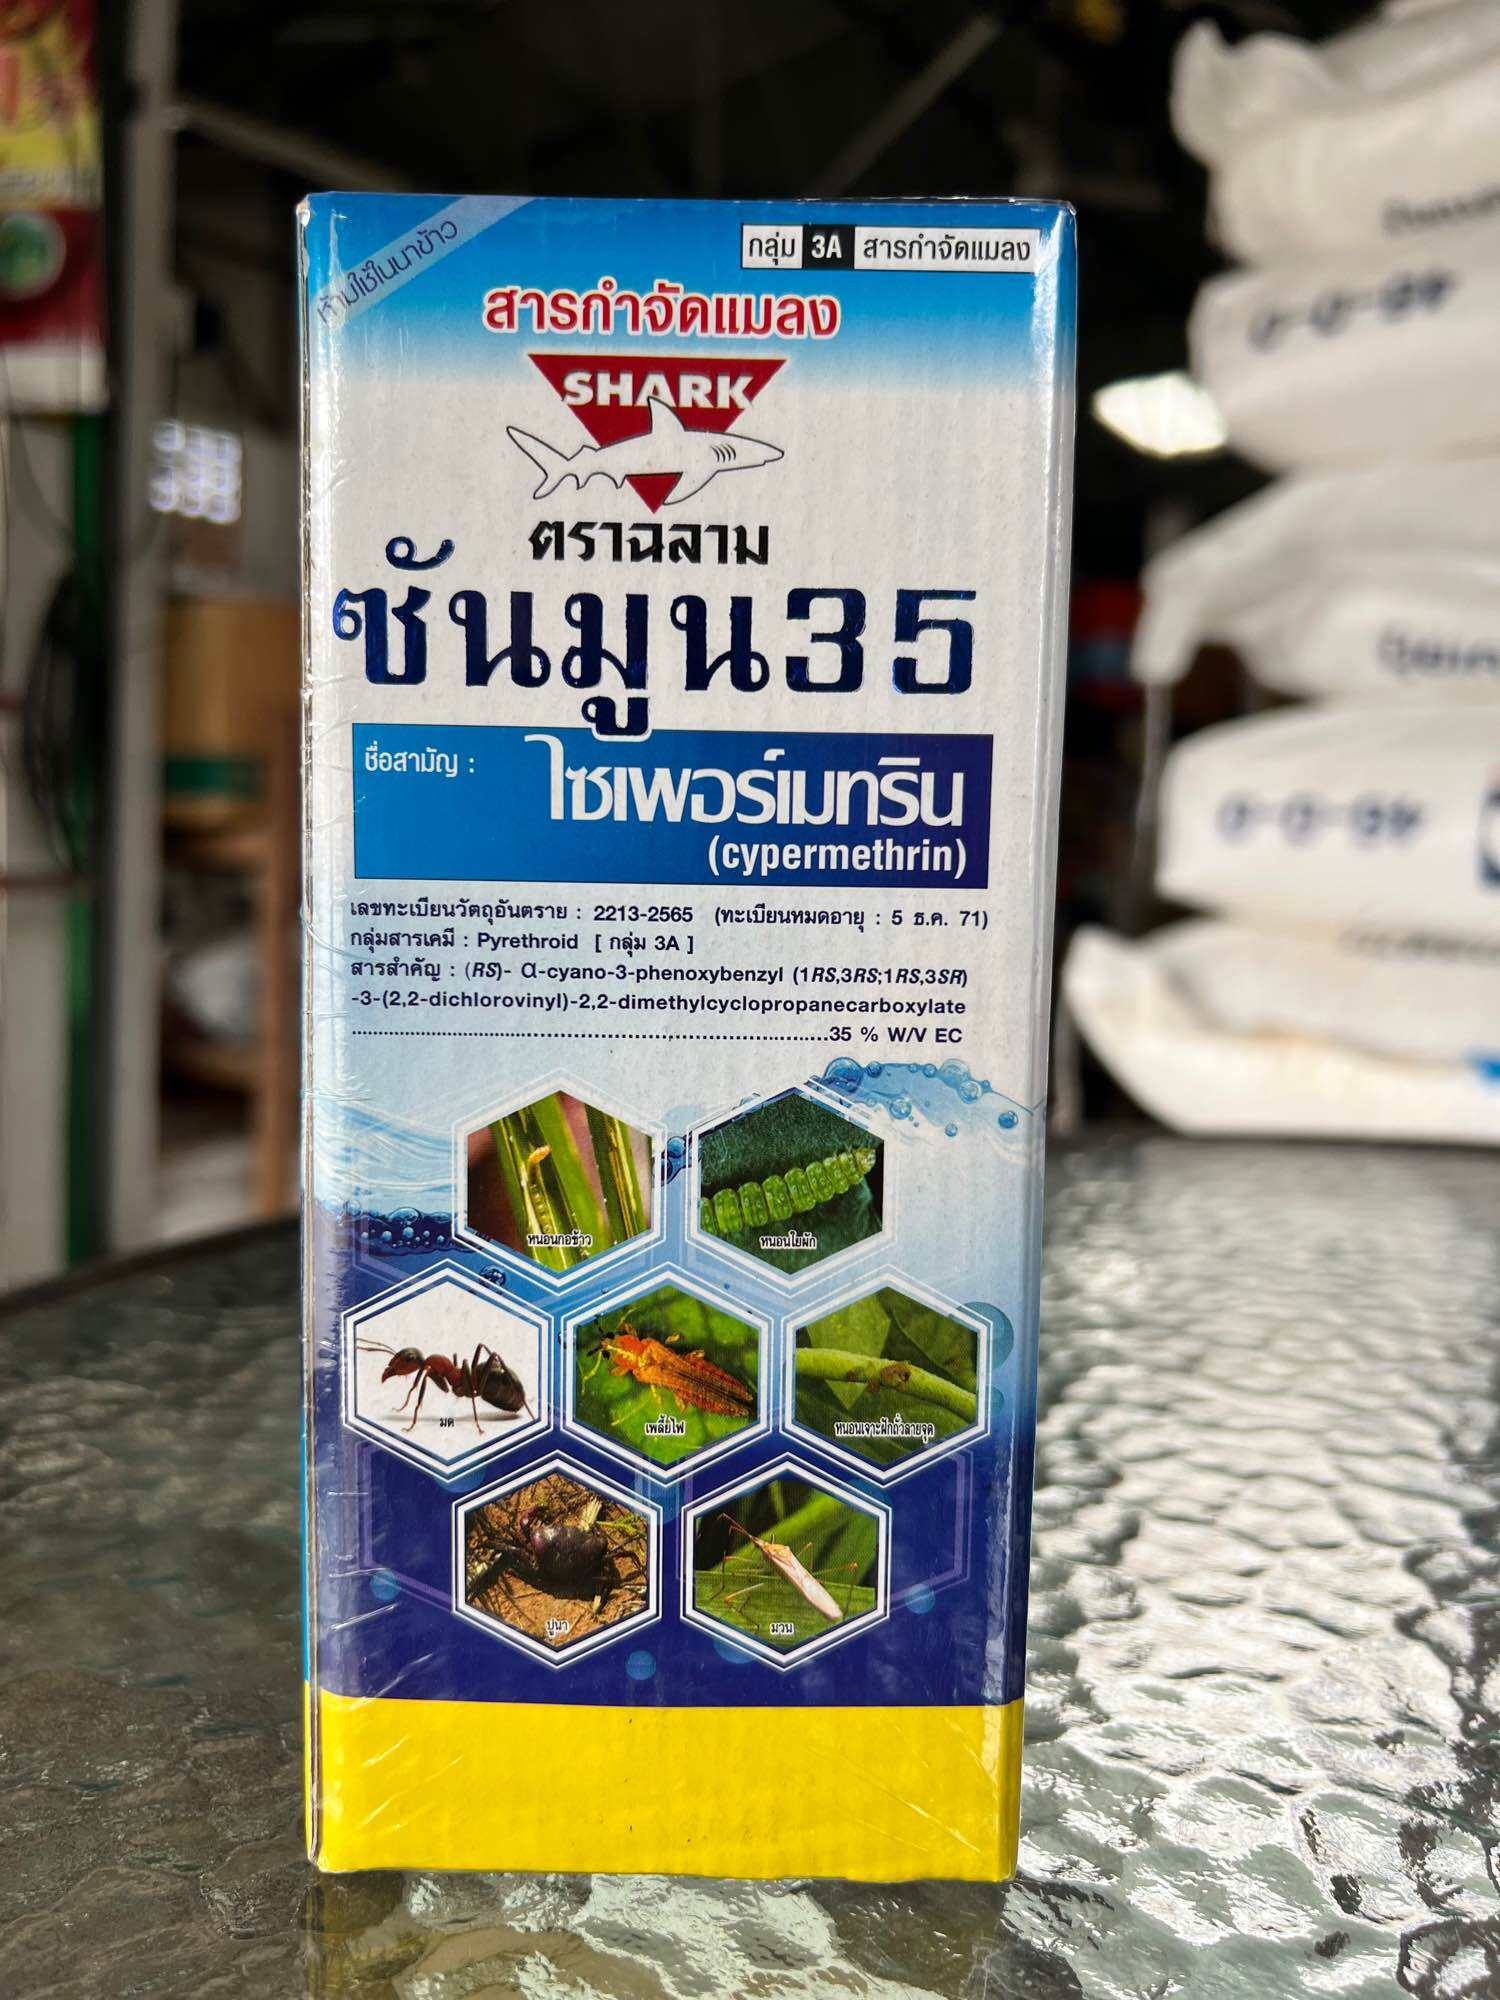 ห้ามใช้ในนาข้าว
กลุ่ม 3A สารกำจัดแมลง
สารกำจัดแมลง
SHARK
ตราฉลาม
ซันมูน35
ชื่อสามัญ : ไซเพอร์เมทริน
(cypermethrin)
เลขทะเบียนวัตถุอันตราย : 2213-2565 (ทะเบียนหมดอายุ : 5 ธ.ค. 71)
กลุ่มสารเคมี : Pyrethroid [ กลุ่ม 3A ]
สารสำคัญ : (RS)- α-cyano-3-phenoxybenzyl (1RS,3RS;1RS,3SR)
-3-(2,2-dichlorovinyl)-2,2-dimethylcyclopropanecarboxylate
................................................................................35 % W/V EC
หนอนกอข้าว
หนอนใยผัก
มด
เพลี้ยไฟ
หนอนเจาะฝักถั่วลายจุด
ปูนา
มวน
0-0-60